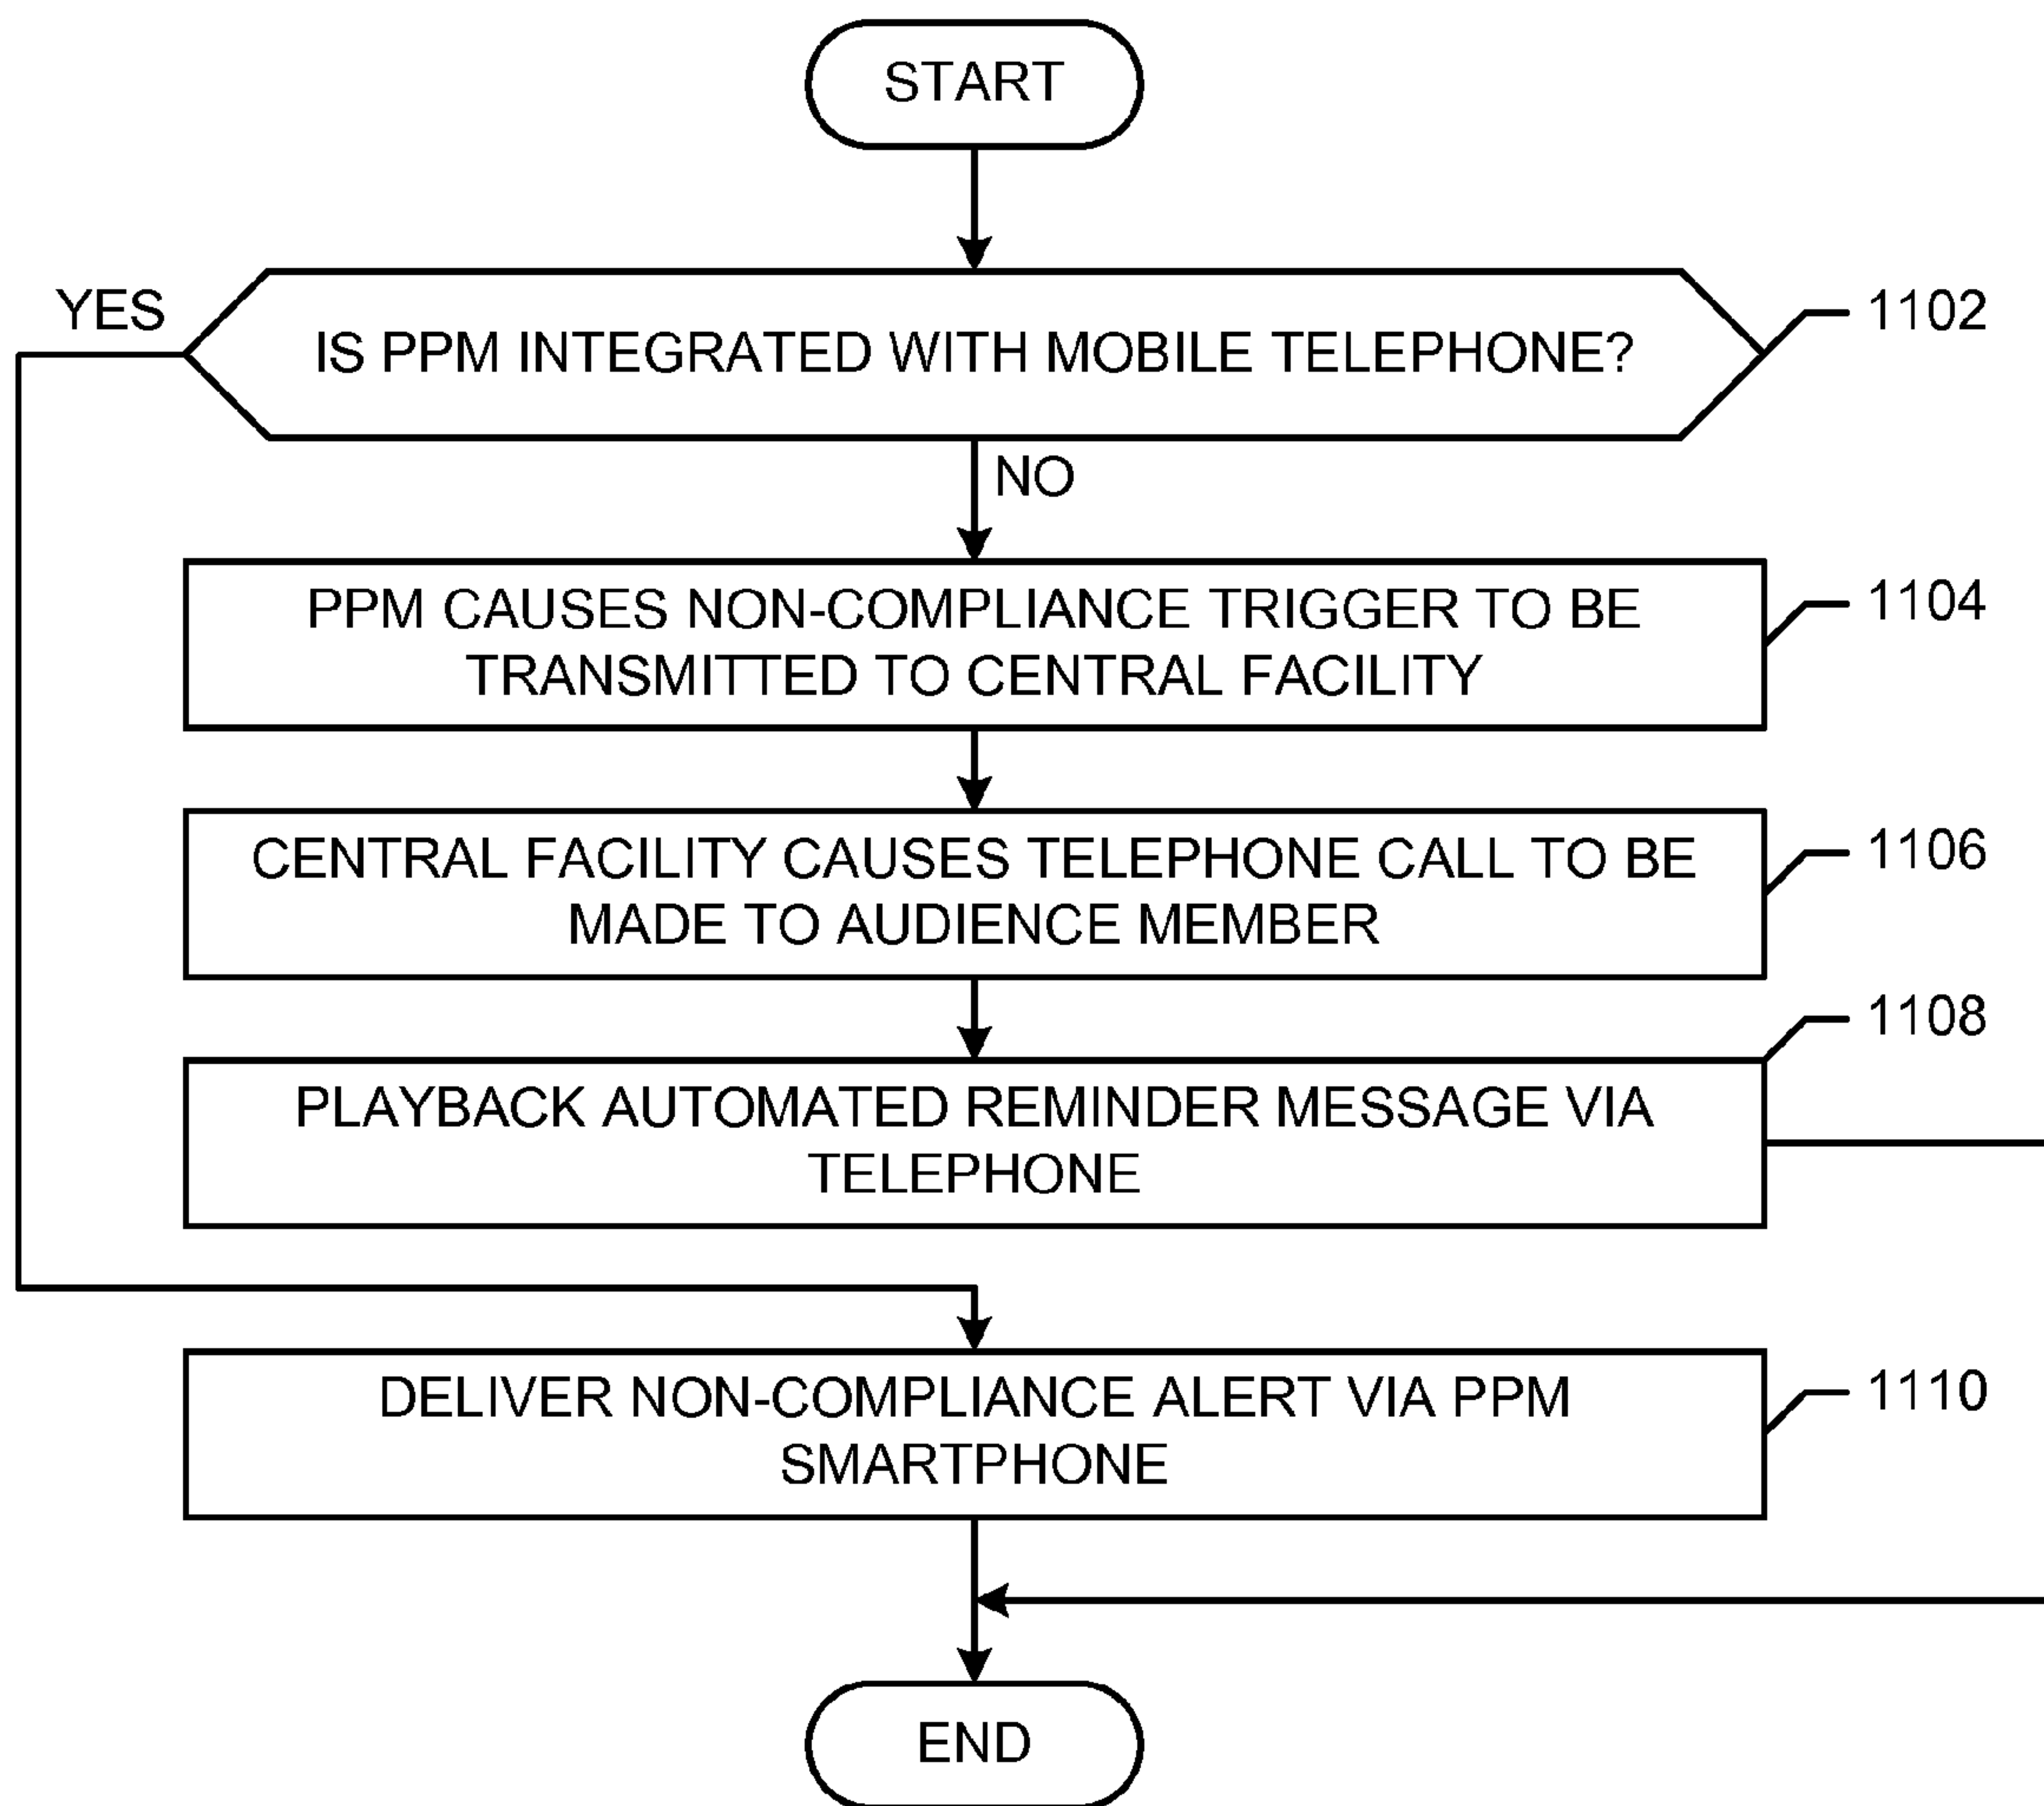 START
YES
IS PPM INTEGRATED WITH MOBILE TELEPHONE?
1102
NO
PPM CAUSES NON-COMPLIANCE TRIGGER TO BE
TRANSMITTED TO CENTRAL FACILITY
1104
CENTRAL FACILITY CAUSES TELEPHONE CALL TO BE
MADE TO AUDIENCE MEMBER
1106
PLAYBACK AUTOMATED REMINDER MESSAGE VIA
TELEPHONE
1108
DELIVER NON-COMPLIANCE ALERT VIA PPM
SMARTPHONE
1110
END